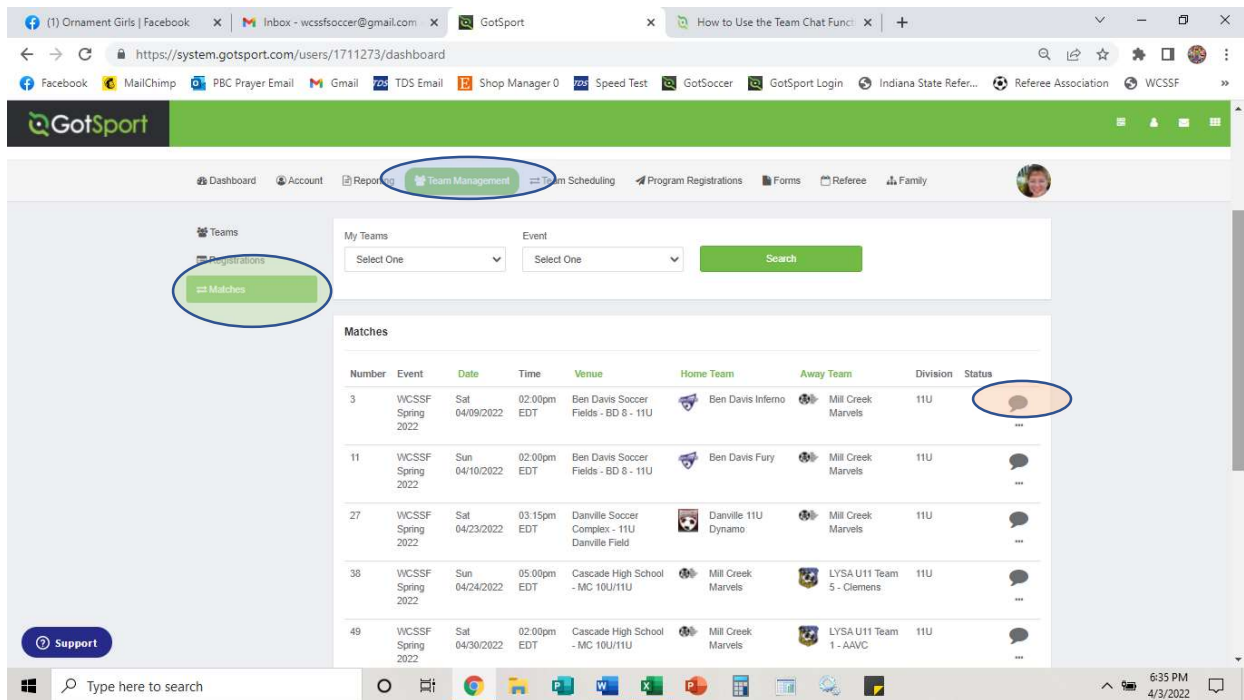 (1) Ornament Girls | Facebook
Inbox - wcssfsoccer@gmail.com
GotSport
How to Use the Team Chat Funct
https://system.gotsport.com/users/1711273/dashboard
Facebook MailChimp PBC Prayer Email Gmail TDS Email Shop Manager 0 Speed Test GotSoccer GotSport Login Indiana State Refer... Referee Association WCSSF »
GotSport
Dashboard Account Reporting Team Management Team Scheduling Program Registrations Forms Referee Family
Teams
Registrations
Matches
My Teams Event
Select One Select One Search
Matches
Number Event Date Time Venue Home Team Away Team Division Status
3 WCSSF Sat 02:00pm Ben Davis Soccer Ben Davis Inferno Mill Creek 11U
Spring 04/09/2022 EDT Fields - BD 8 - 11U Marvels
2022
11 WCSSF Sun 02:00pm Ben Davis Soccer Ben Davis Fury Mill Creek 11U
Spring 04/10/2022 EDT Fields - BD 8 - 11U Marvels
2022
27 WCSSF Sat 03:15pm Danville Soccer Danville 11U Mill Creek 11U
Spring 04/23/2022 EDT Complex - 11U Dynamo Marvels
2022 Danville Field
38 WCSSF Sun 05:00pm Cascade High School Mill Creek LYSA U11 Team 11U
Spring 04/24/2022 EDT - MC 10U/11U Marvels 5 - Clemens
2022
49 WCSSF Sat 02:00pm Cascade High School Mill Creek LYSA U11 Team 11U
Spring 04/30/2022 EDT - MC 10U/11U Marvels 1 - AAVC
2022
Support
Type here to search
6:35 PM
4/3/2022